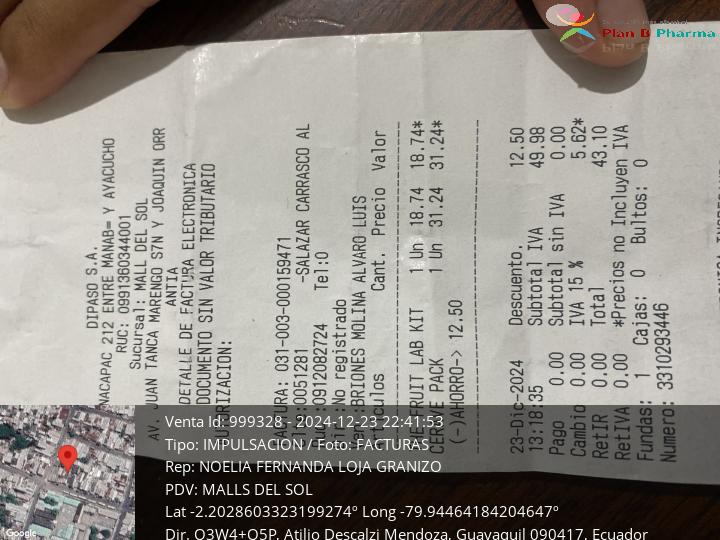 Plan B Pharma
DIPASO S.A.
NACAPAC 212 ENTRE MANAB= Y AYACUCHO
RUC: 0991360344001
Sucursal: MALL DEL SOL
AV. JUAN TANCA MARENGO S7N Y JOAQUIN ORR
ANTIA
DETALLE DE FACTURA ELECTRONICA
DOCUMENTO SIN VALOR TRIBUTARIO
FACTURA: 031-003-000159471
:0051281 -SALAZAR CARRASCO AL
:0912082724 Tel:0
:No registrado
:BRIONES MOLINA ALVARO LUIS
Cant. Precio Valor
FRUIT LAB KIT 1 Un 18.74 18.74*
CERAVE PACK 1 Un 31.24 31.24*
(-)AHORRO-> 12.50
23-Dic-2024 Descuento. 12.50
13:18:35 Subtotal IVA 49.98
Pago 0.00 Subtotal sin IVA 0.00
Cambio 0.00 IVA 15 % 5.62*
RetIR 0.00 Total 43.10
RetIVA 0.00 *Precios no Incluyen IVA
Fundas: 1 Cajas: 0 Bultos: 0
Numero: 3310293446
Venta Id: 999328 - 2024-12-23 22:41:53
Tipo: IMPULSACION / Foto: FACTURAS
Rep: NOELIA FERNANDA LOJA GRANIZO
PDV: MALLS DEL SOL
Lat -2.2028603323199274° Long -79.94464184204647°
Dir. Q3W4+Q5P, Atilio Descalzi Mendoza, Guayaquil 090417, Ecuador
Google